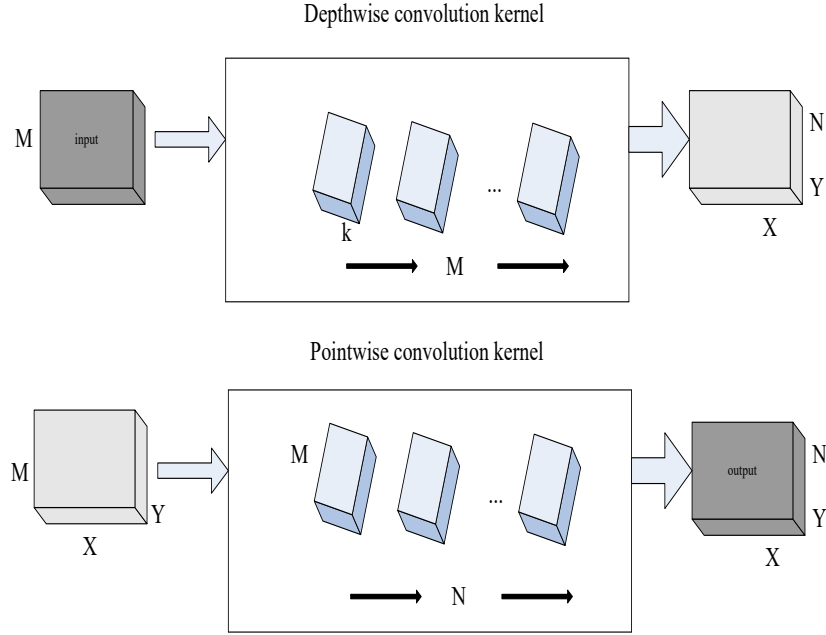 Depthwise convolution kernel
M
input
N
Y
X
k
...
M
Pointwise convolution kernel
M
Y
X
M
...
N
output
N
Y
X